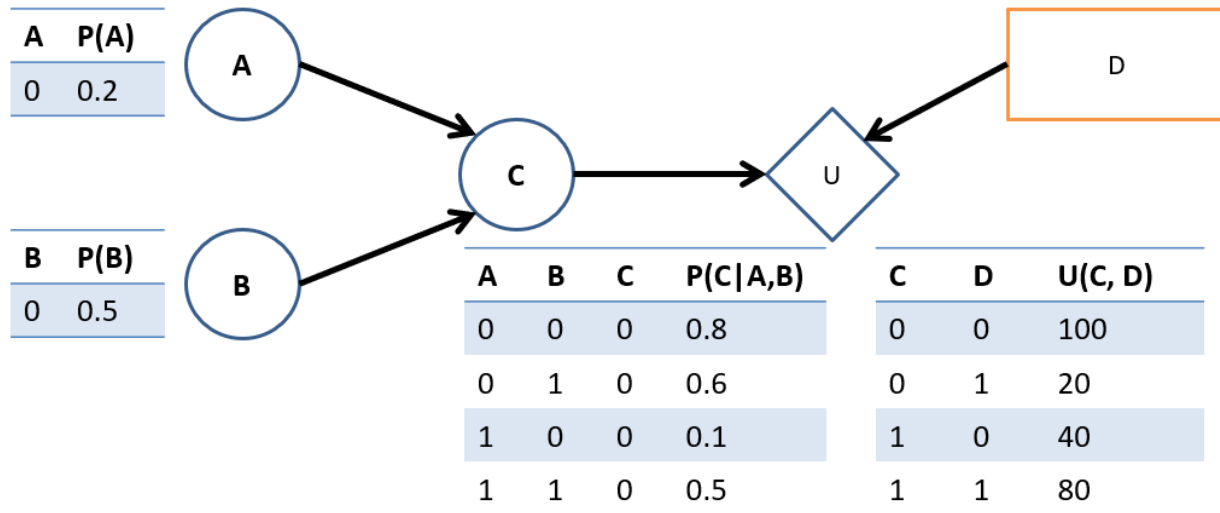 A P(A)
0 0.2
A
D
C
U
B P(B)
0 0.5
B
A B C P(C|A,B)
0 0 0 0.8
0 1 0 0.6
1 0 0 0.1
1 1 0 0.5
C D U(C, D)
0 0 100
0 1 20
1 0 40
1 1 80